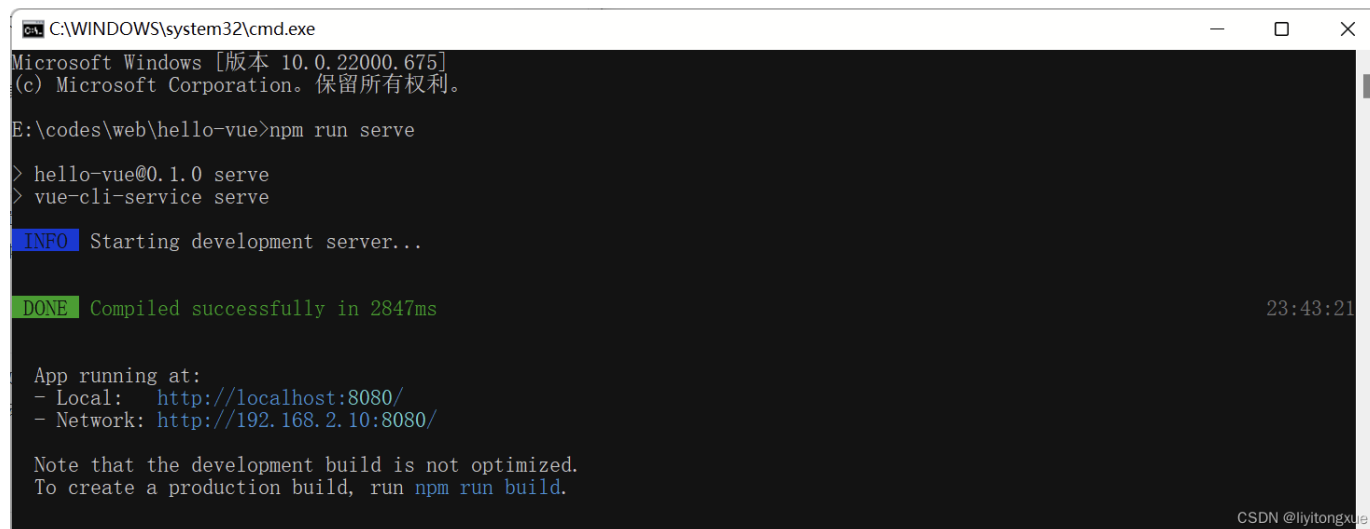 C:\WINDOWS\system32\cmd.exe
Microsoft Windows [版本 10.0.22000.675]
(c) Microsoft Corporation。保留所有权利。
E:\codes\web\hello-vue>npm run serve
> hello-vue@0.1.0 serve
> vue-cli-service serve
INFO Starting development server...
DONE Compiled successfully in 2847ms 23:43:21
App running at:
- Local: http://localhost:8080/
- Network: http://192.168.2.10:8080/
Note that the development build is not optimized.
To create a production build, run npm run build.
CSDN @liyitongxue